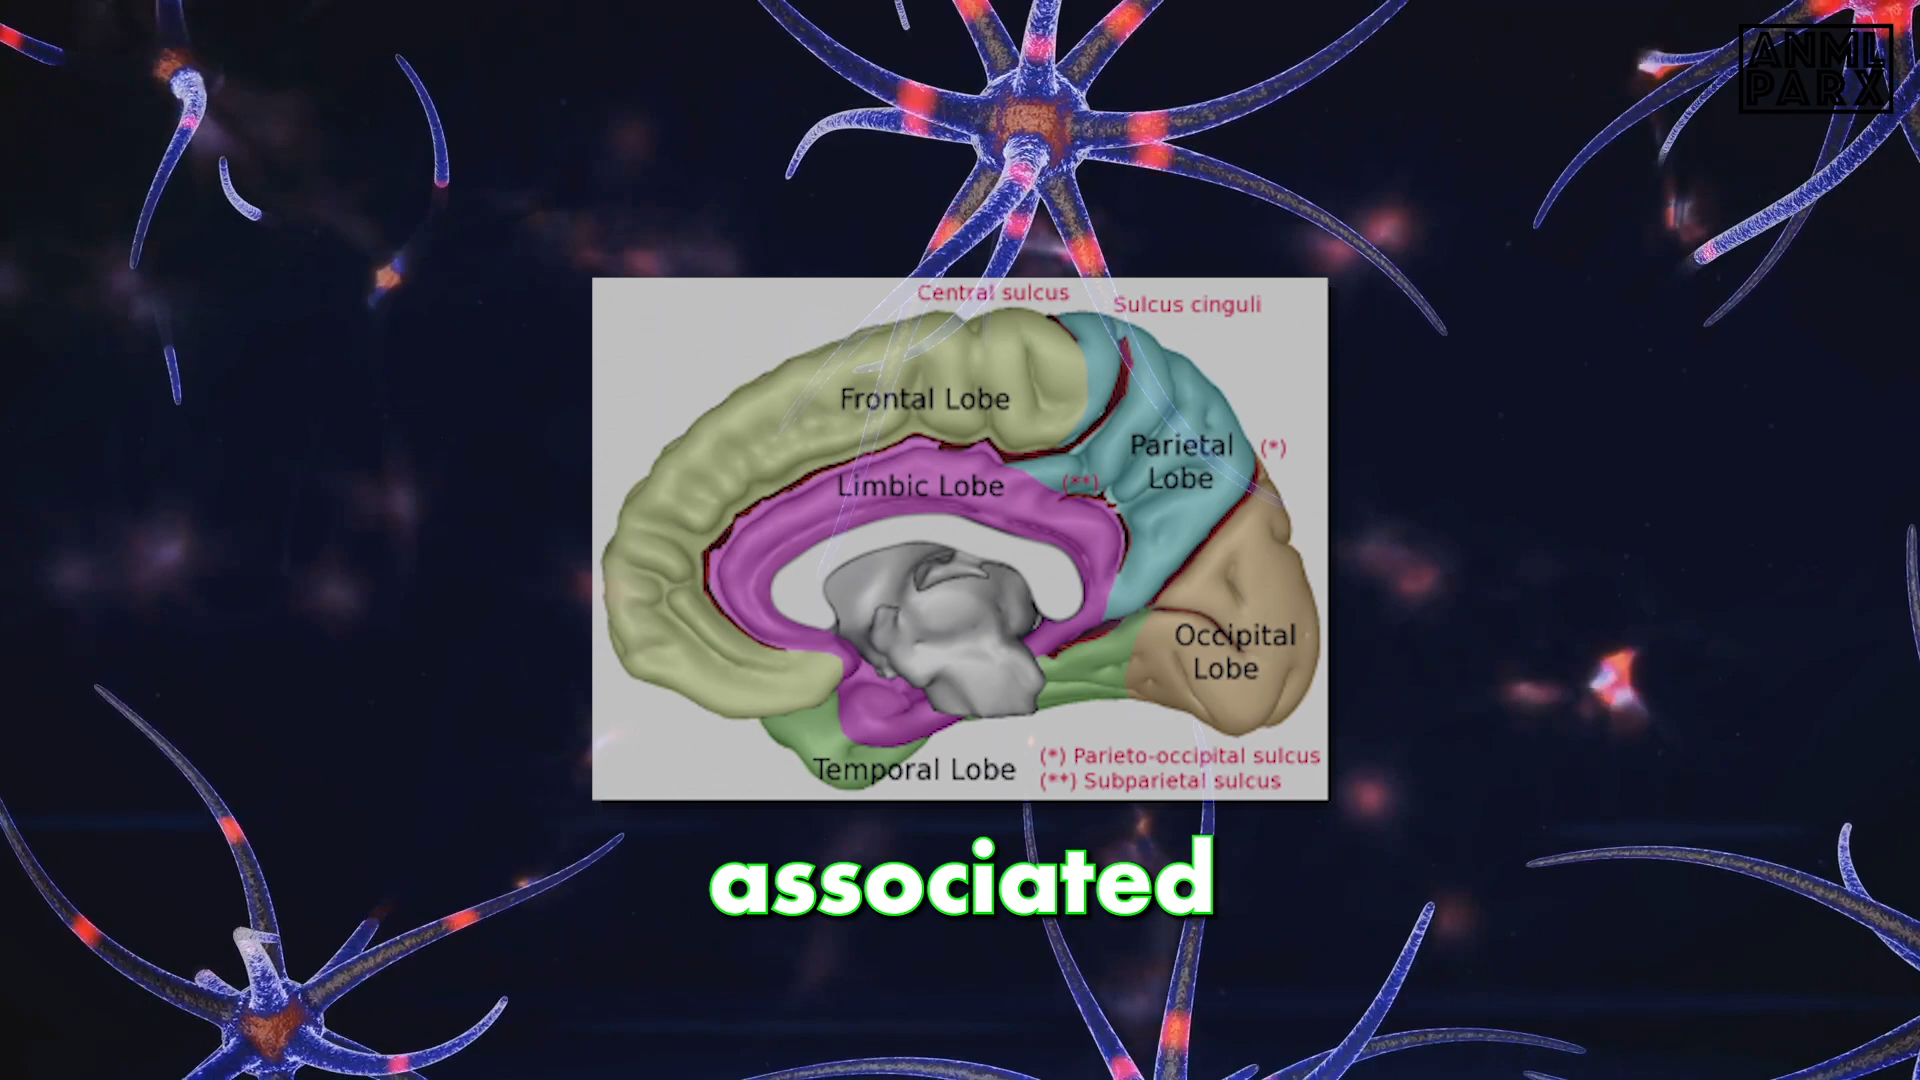 ANML
PARX
Central sulcus
Sulcus cinguli
Frontal Lobe
Parietal
Lobe
(*)
Limbic Lobe
(**)
Occipital
Lobe
Temporal Lobe
(*) Parieto-occipital sulcus
(**) Subparietal sulcus
associated